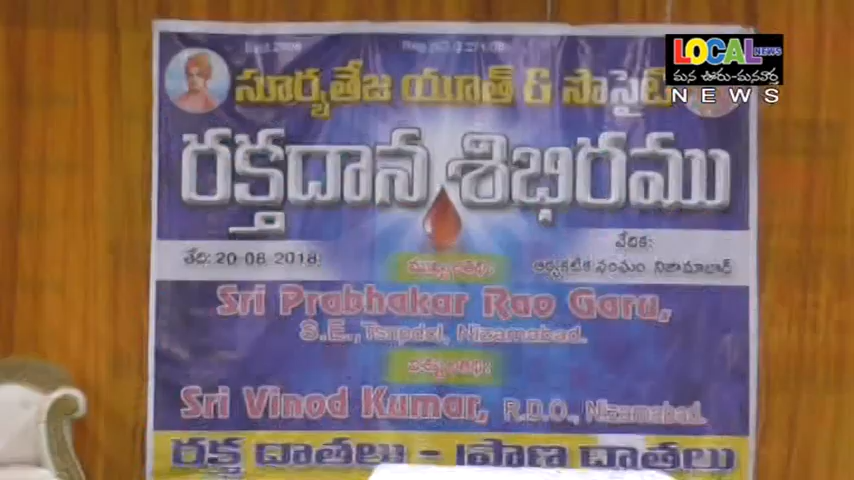 LOCAL NEWS
మన ఊరు-మనవార్త
NEWS
సూర్యతేజ యూత్ & సొసైటీ
రక్తదాన శిబిరము
తేది: 20-08-2018
వేదిక:
నిజామాబాద్
Sri Prabhakar Rao Garu,
S.E., Nizamabad.
Sri Vinod Kumar, R.D.O., Nizamabad.
రక్త దాతలు - ప్రాణ దాతలు